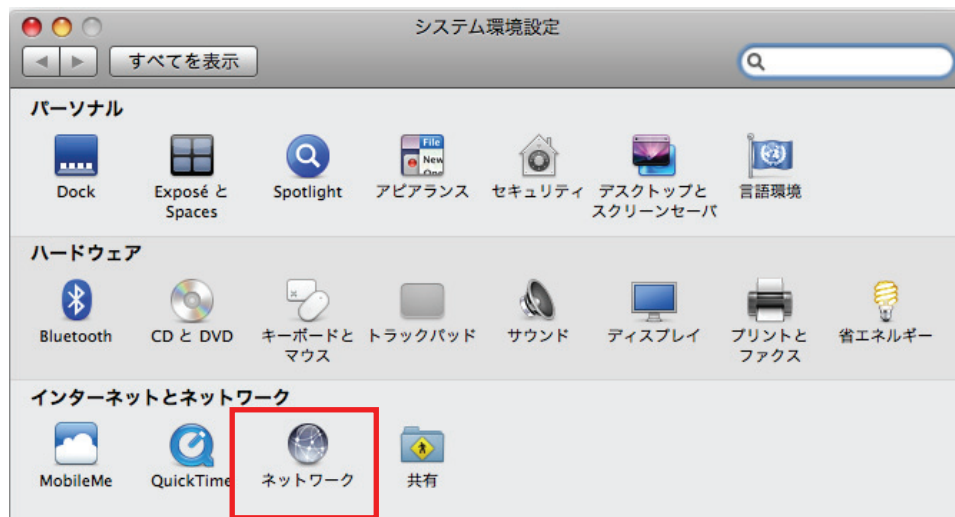 システム環境設定
すべてを表示
パーソナル
Dock
Exposé と
Spaces
Spotlight
File
New
One
アピアランス
セキュリティ
デスクトップと
スクリーンセーバ
言語環境
ハードウェア
Bluetooth
CD と DVD
キーボードと
マウス
トラックパッド
サウンド
ディスプレイ
プリントと
ファクス
省エネルギー
インターネットとネットワーク
MobileMe
QuickTime
ネットワーク
共有